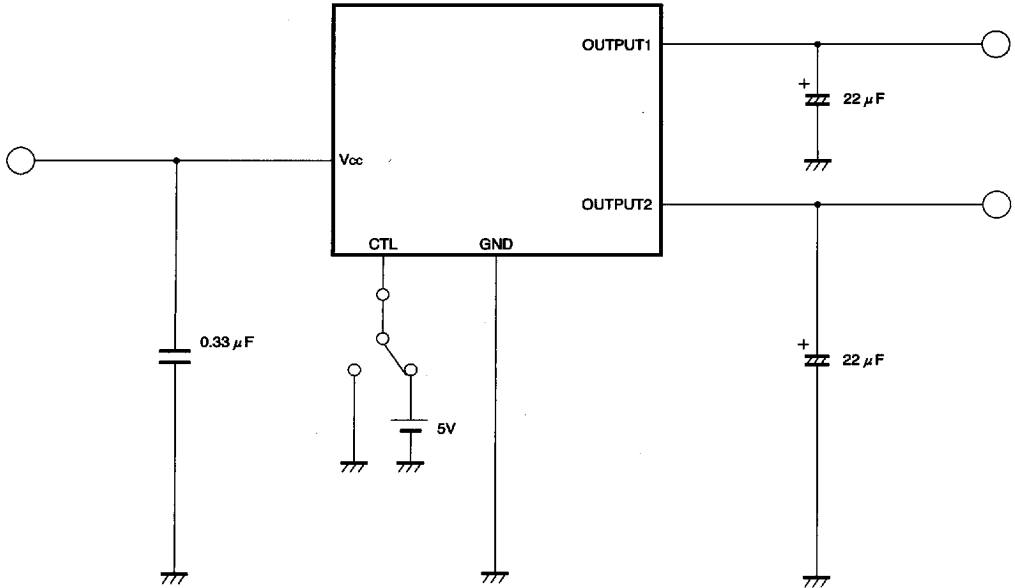 OUTPUT1
+
22 μF
Vcc
OUTPUT2
CTL
GND
0.33 μF
+
22 μF
5V